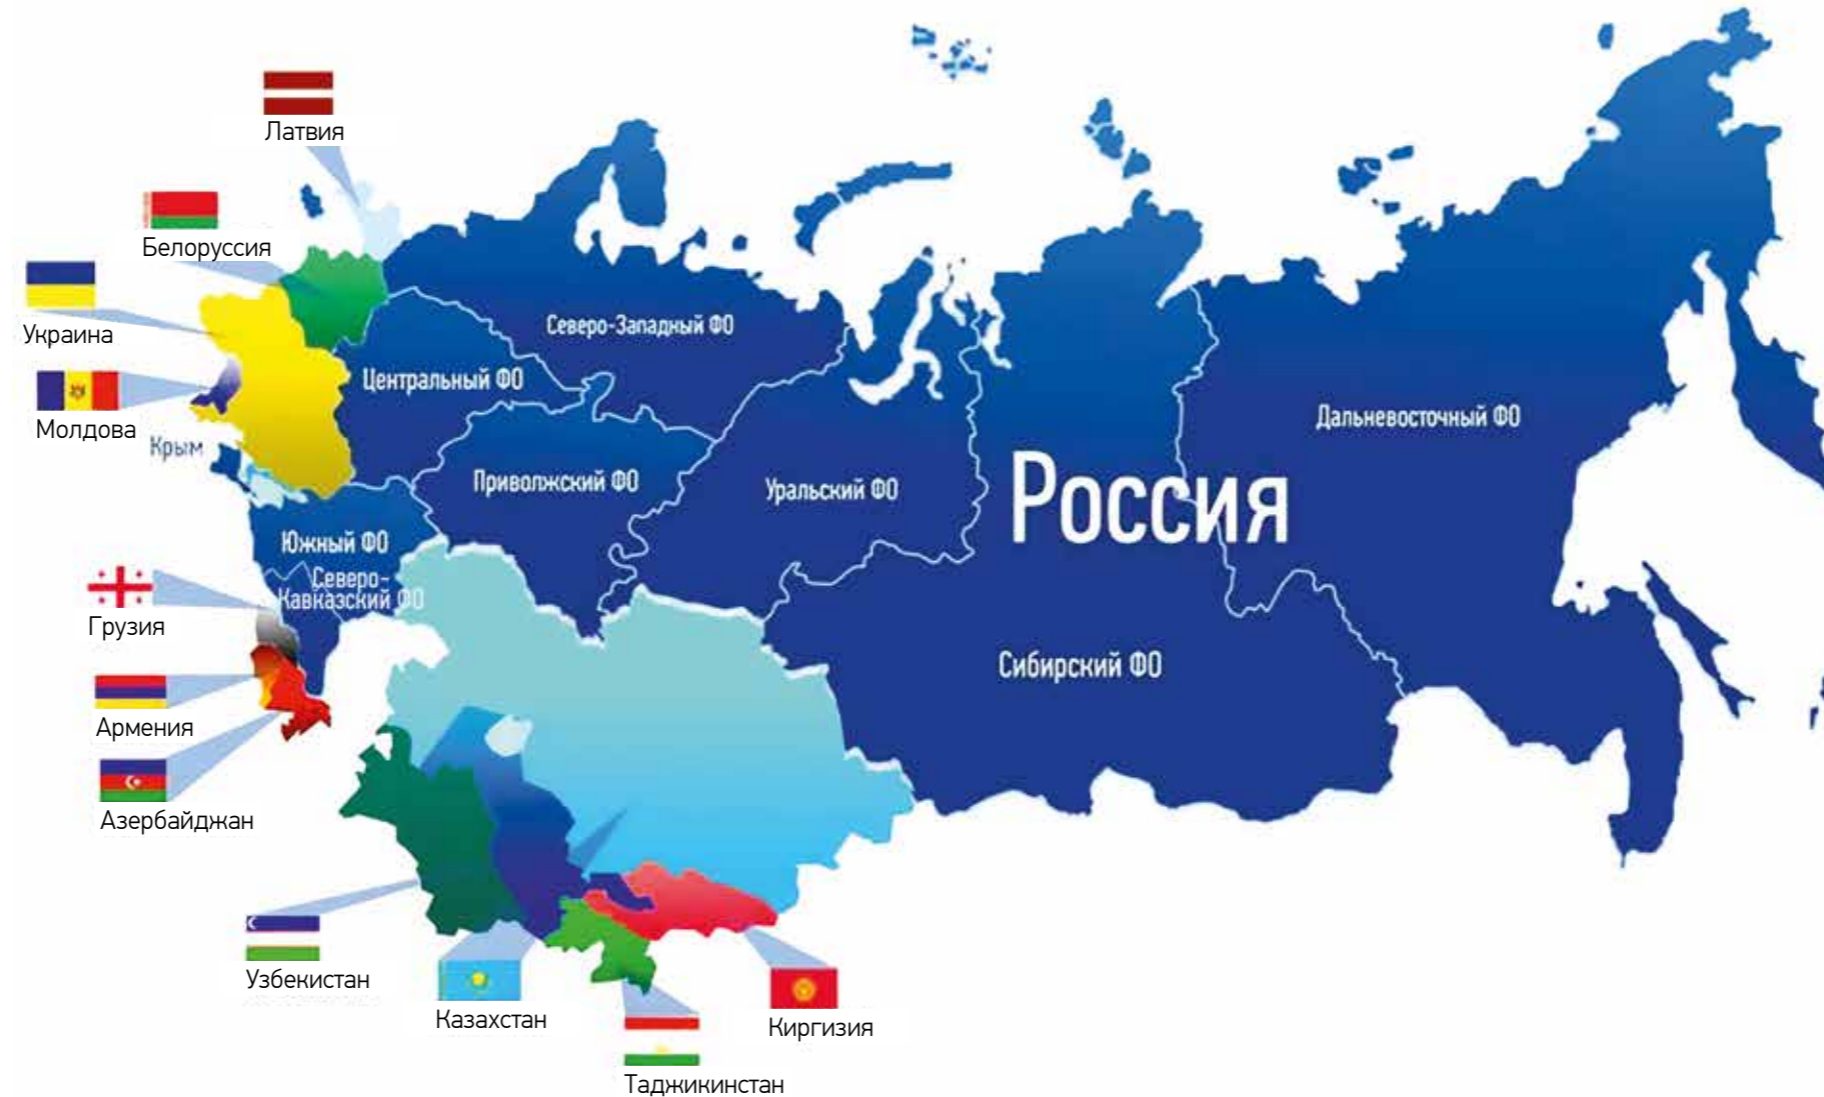 Латвия
Белоруссия
Украина
Молдова
Крым
Северо-Западный ФО
Центральный ФО
Приволжский ФО
Уральский ФО
Дальневосточный ФО
Россия
Южный ФО
Северо-
Кавказский ФО
Сибирский ФО
Грузия
Армения
Азербайджан
Узбекистан
Казахстан
Киргизия
Таджикинстан